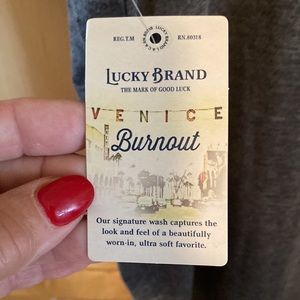 REG.T.M RN.80318
LUCKY BRAND
THE MARK OF GOOD LUCK
VENICE
Burnout
Our signature wash captures the
look and feel of a beautifully
worn-in, ultra soft favorite.